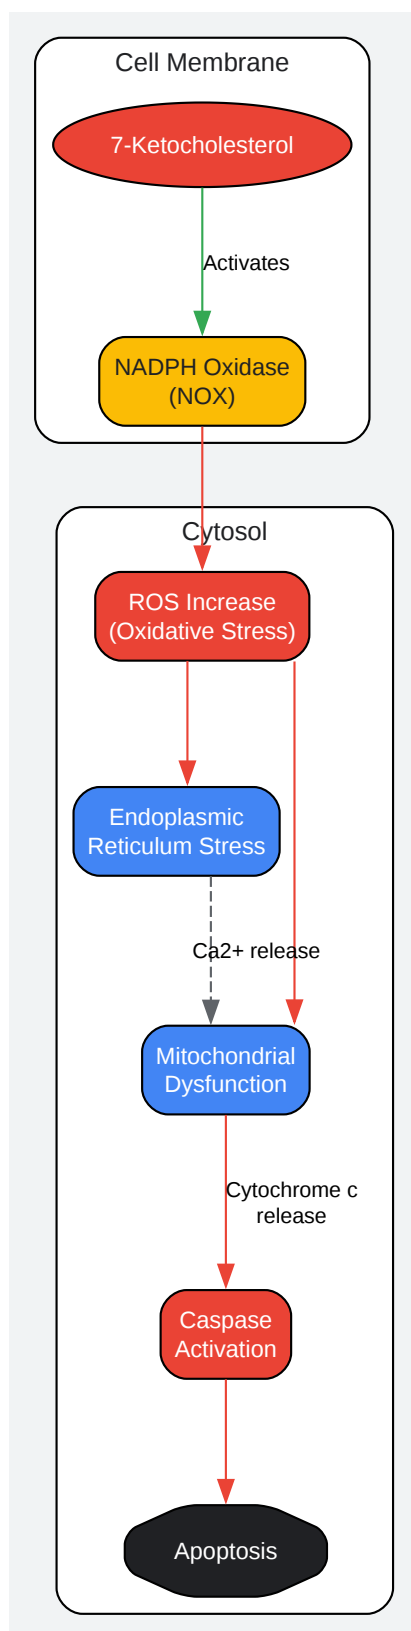 Cell Membrane
7-Ketocholesterol
Activates
NADPH Oxidase
(NOX)
Cytosol
ROS Increase
(Oxidative Stress)
Endoplasmic
Reticulum Stress
Ca2+ release
Mitochondrial
Dysfunction
Cytochrome c
release
Caspase
Activation
Apoptosis